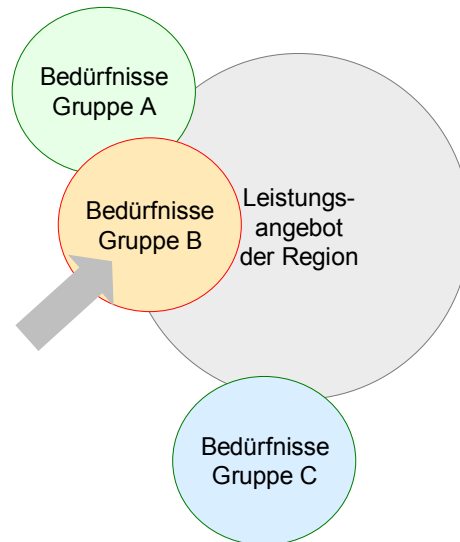 Bedürfnisse
Gruppe A
Bedürfnisse
Gruppe B
Leistungs-
angebot
der Region
Bedürfnisse
Gruppe C